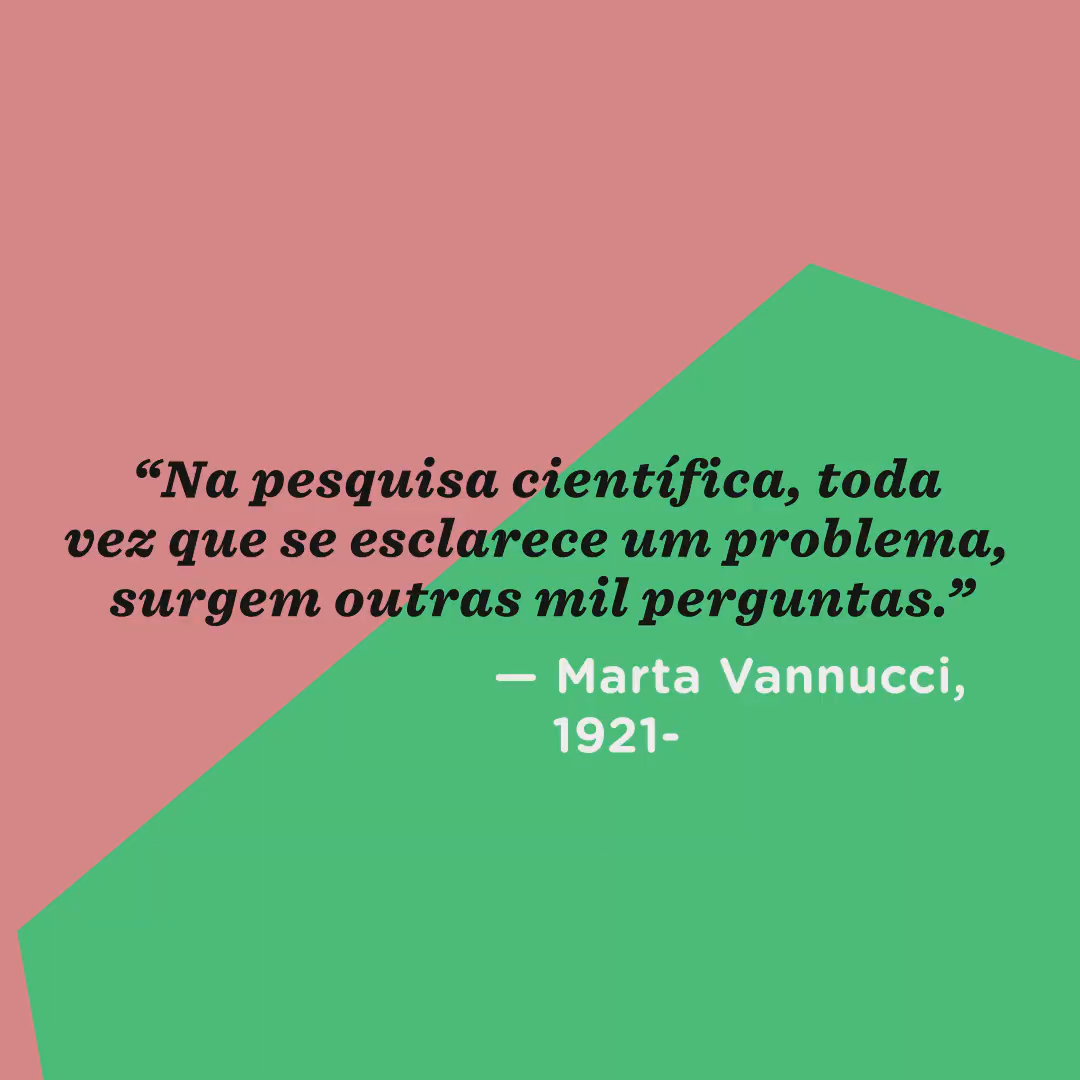 “Na pesquisa científica, toda
vez que se esclarece um problema,
surgem outras mil perguntas.”
— Marta Vannucci,
1921-